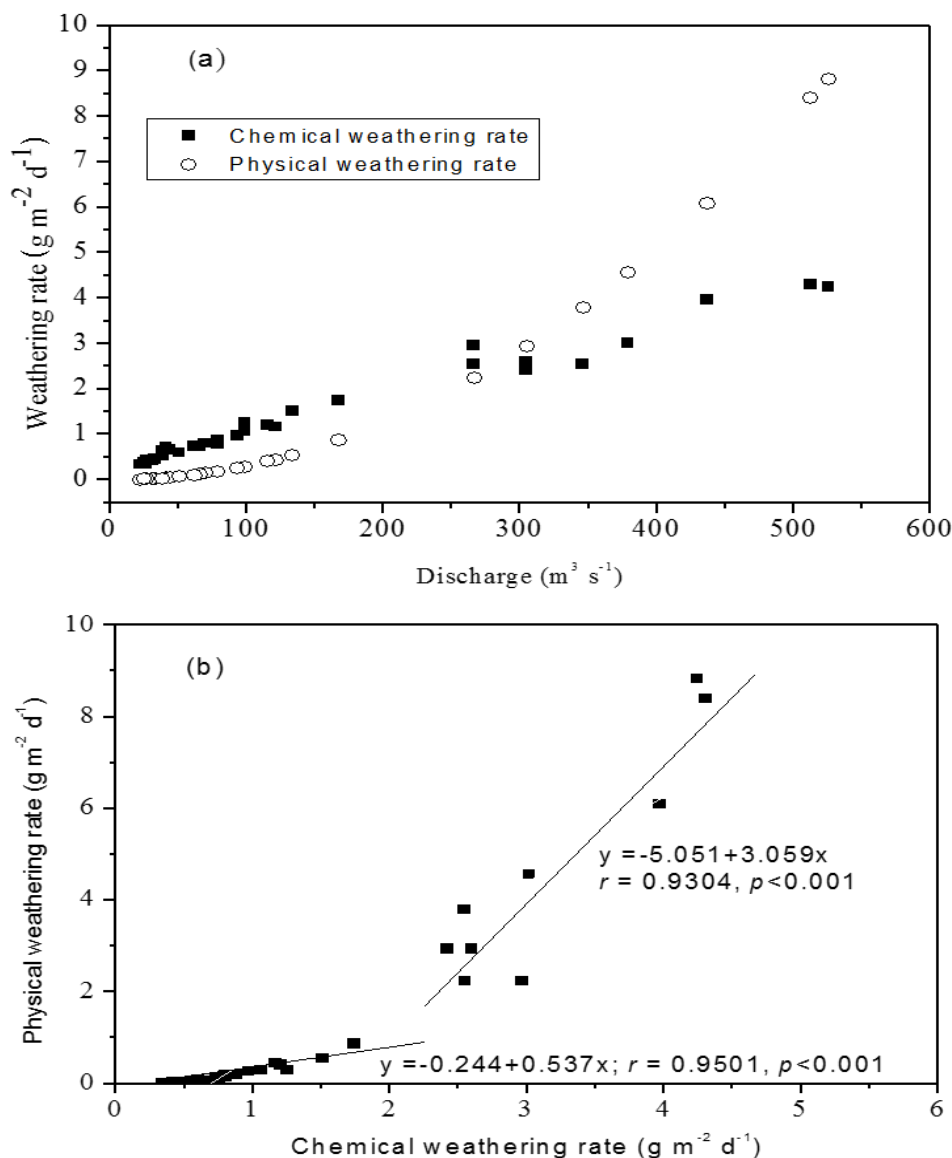 (a)
Chemical weathering rate
Physical weathering rate
Weathering rate (g m⁻² d⁻¹)
10
9
8
7
6
5
4
3
2
1
0
0
100
200
300
400
500
600
Discharge (m³ s⁻¹)
(b)
Physical weathering rate (g m⁻² d⁻¹)
10
8
6
4
2
0
y =-5.051+3.059x
r = 0.9304, p<0.001
y=-0.244+0.537x; r = 0.9501, p<0.001
0
1
2
3
4
5
6
Chemical weathering rate (g m⁻² d⁻¹)